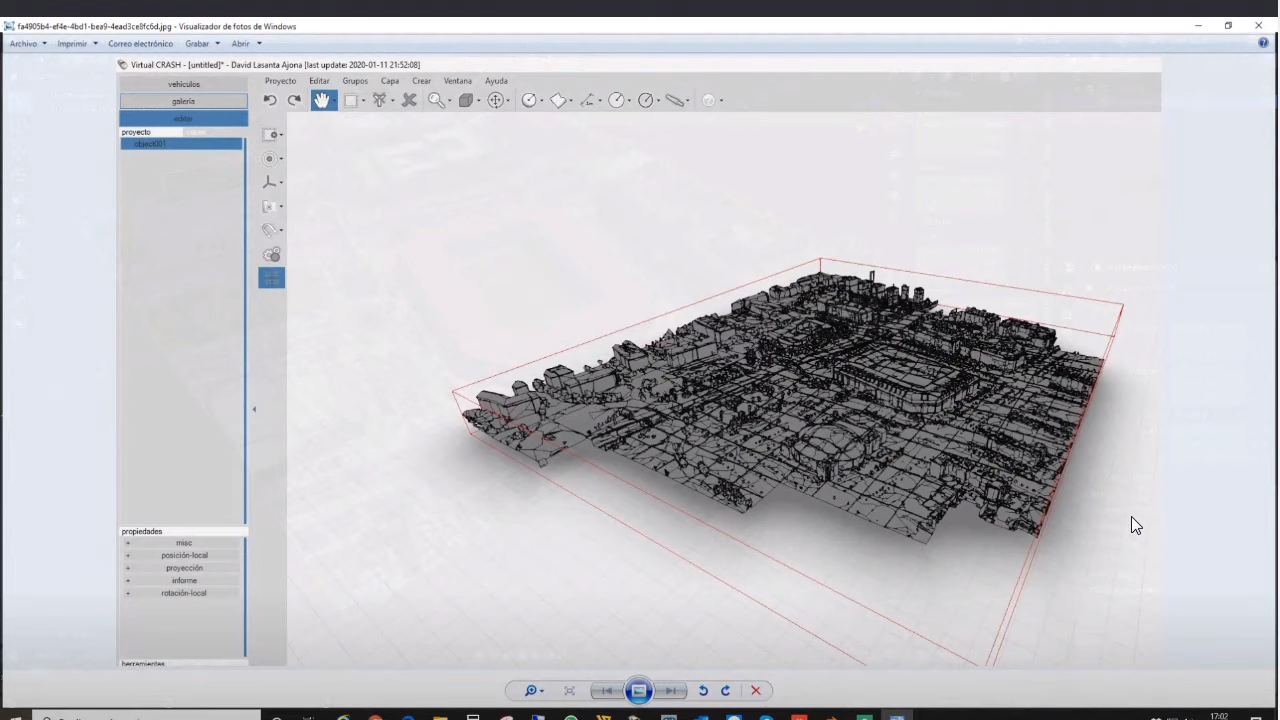 fa4905b4-ef4e-4bd1-bea9-4ead3ce8fc6d.jpg - Visualizador de fotos de Windows
Archivo Imprimir Correo electrónico Grabar Abrir
Virtual CRASH - [untitled]* - David Lasanta Ajona [last update: 2020-01-11 21:52:08]
vehículos
Proyecto Editar Grupos Capa Crear Ventana Ayuda
galería
editar
proyecto
object001
propiedades
misc
posición-local
proyección
informe
rotación-local
herramientas
17:02